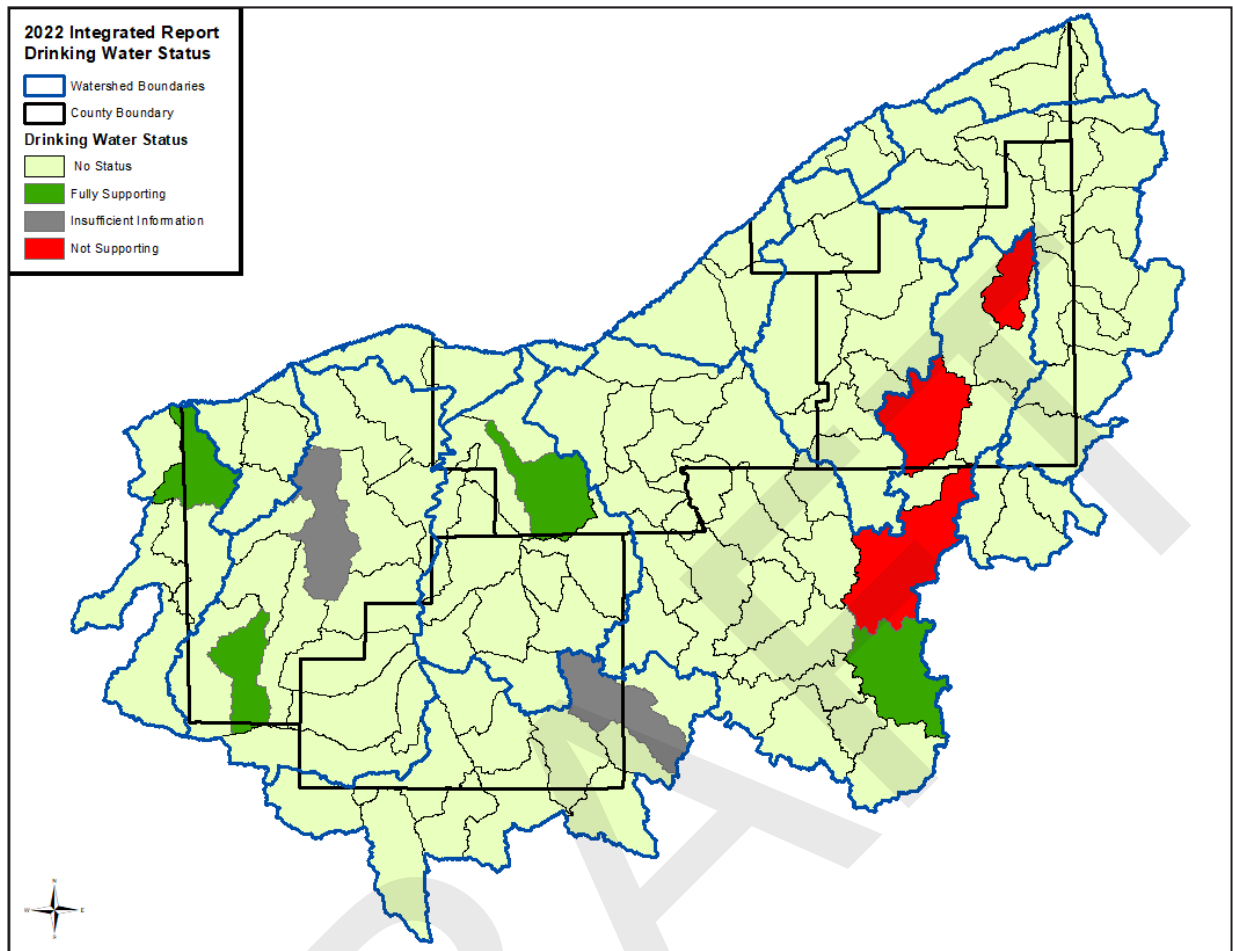 2022 Integrated Report
Drinking Water Status
Watershed Boundaries
County Boundary
Drinking Water Status
No Status
Fully Supporting
Insufficient Information
Not Supporting
DRAFT
N
W E
S